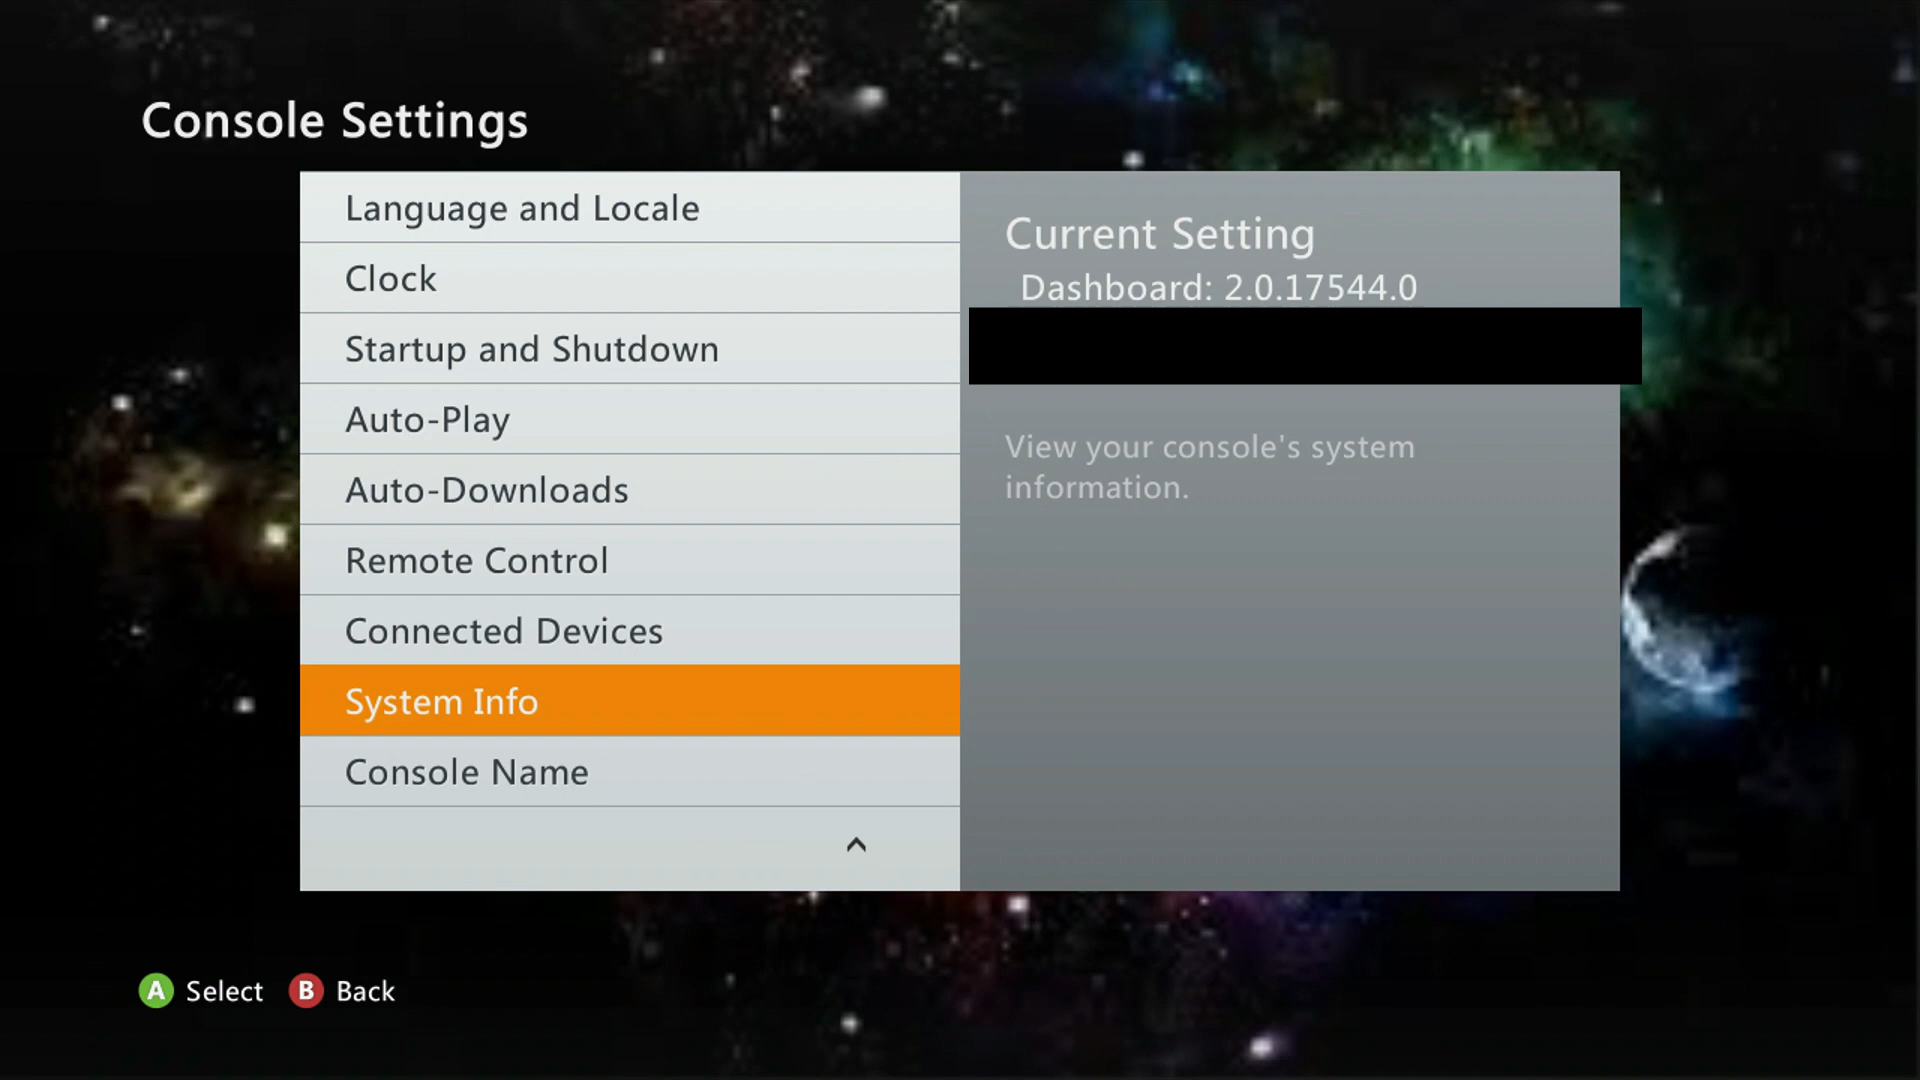 Console Settings
Language and Locale
Clock
Startup and Shutdown
Auto-Play
Auto-Downloads
Remote Control
Connected Devices
System Info
Console Name
Current Setting
Dashboard: 2.0.17544.0
View your console's system
information.
A Select B Back